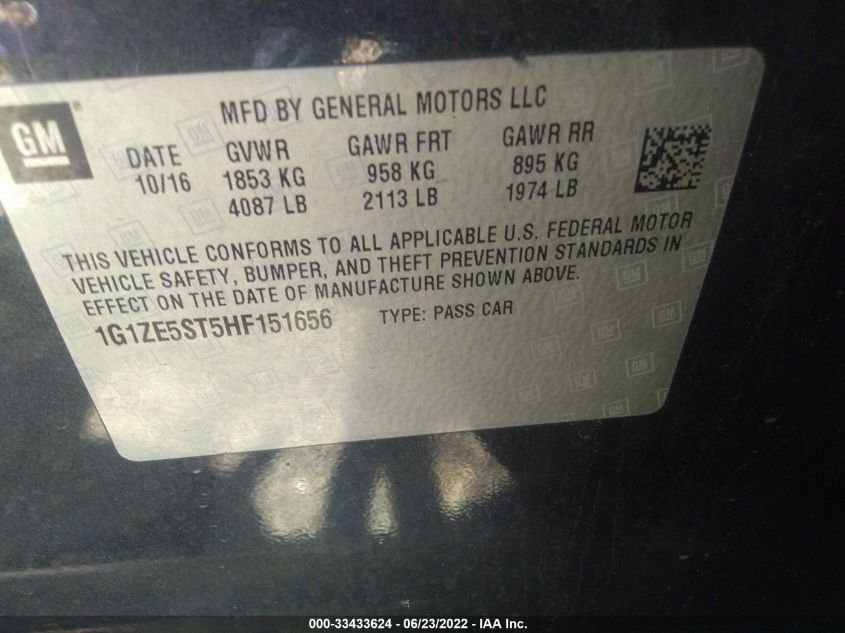 GM
MFD BY GENERAL MOTORS LLC
DATE GVWR GAWR FRT GAWR RR
10/16 1853 KG 958 KG 895 KG
4087 LB 2113 LB 1974 LB
THIS VEHICLE CONFORMS TO ALL APPLICABLE U.S. FEDERAL MOTOR
VEHICLE SAFETY, BUMPER, AND THEFT PREVENTION STANDARDS IN
EFFECT ON THE DATE OF MANUFACTURE SHOWN ABOVE.
1G1ZE5ST5HF151656 TYPE: PASS CAR
000-33433624 - 06/23/2022 - IAA Inc.